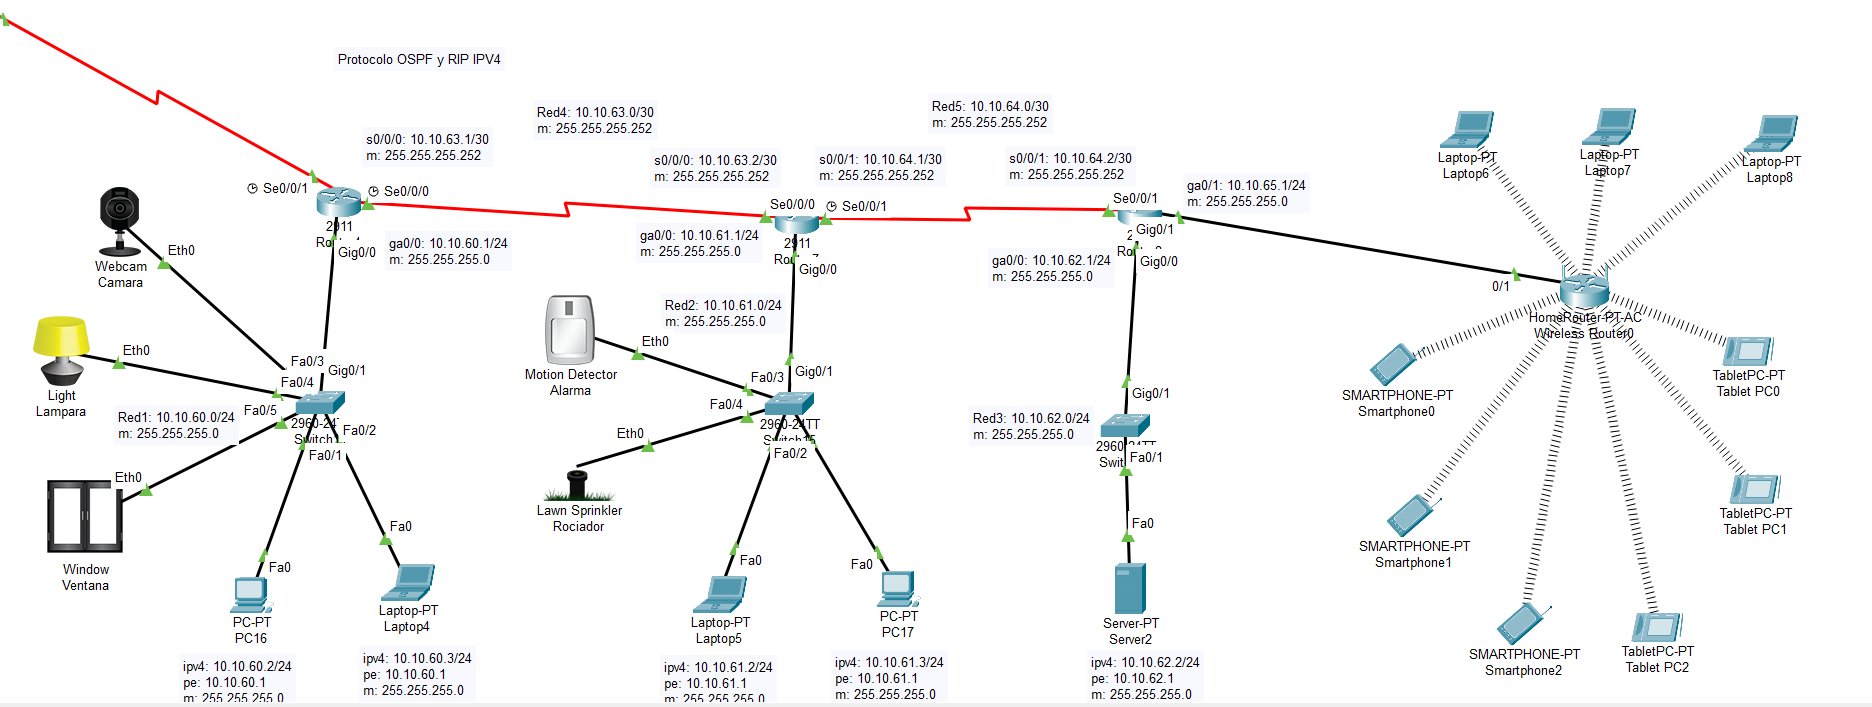 Protocolo OSPF y RIP IPV4
Red4: 10.10.63.0/30
m: 255.255.255.252
Red5: 10.10.64.0/30
m: 255.255.255.252
s0/0/0: 10.10.63.1/30
m: 255.255.255.252
s0/0/0: 10.10.63.2/30
m: 255.255.255.252
s0/0/1: 10.10.64.1/30
m: 255.255.255.252
s0/0/1: 10.10.64.2/30
m: 255.255.255.252
ga0/1: 10.10.65.1/24
m: 255.255.255.0
Se0/0/1
Se0/0/0
2911
Gig0/0
ga0/0: 10.10.60.1/24
m: 255.255.255.0
Se0/0/0
Se0/0/1
2911
Gig0/0
ga0/0: 10.10.61.1/24
m: 255.255.255.0
Se0/0/1
Gig0/1
Gig0/0
ga0/0: 10.10.62.1/24
m: 255.255.255.0
Eth0
Webcam
Camara
Eth0
Light
Lampara
Fa0/3
Gig0/1
Fa0/4
Fa0/5
Fa0/2
Fa0/1
2960-24
Switch1
Red1: 10.10.60.0/24
m: 255.255.255.0
Eth0
Window
Ventana
Fa0
PC-PT
PC16
Fa0
Laptop-PT
Laptop4
ipv4: 10.10.60.2/24
pe: 10.10.60.1
m: 255.255.255.0
ipv4: 10.10.60.3/24
pe: 10.10.60.1
m: 255.255.255.0
Red2: 10.10.61.0/24
m: 255.255.255.0
Eth0
Motion Detector
Alarma
Fa0/3
Gig0/1
Fa0/4
2960-24TT
Switch15
Fa0/2
Eth0
Lawn Sprinkler
Rociador
Fa0
Laptop-PT
Laptop5
Fa0
PC-PT
PC17
ipv4: 10.10.61.2/24
pe: 10.10.61.1
m: 255.255.255.0
ipv4: 10.10.61.3/24
pe: 10.10.61.1
m: 255.255.255.0
Gig0/1
Red3: 10.10.62.0/24
m: 255.255.255.0
2960-24TT
Fa0/1
Fa0
Server-PT
Server2
ipv4: 10.10.62.2/24
pe: 10.10.62.1
m: 255.255.255.0
Laptop-PT
Laptop6
Laptop-PT
Laptop7
Laptop-PT
Laptop8
0/1
HomeRouter-PT-AC
Wireless Router0
SMARTPHONE-PT
Smartphone0
TabletPC-PT
Tablet PC0
SMARTPHONE-PT
Smartphone1
TabletPC-PT
Tablet PC1
SMARTPHONE-PT
Smartphone2
TabletPC-PT
Tablet PC2